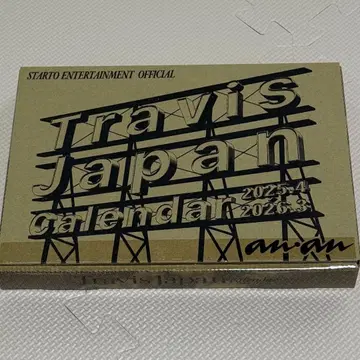 STARTO ENTERTAINMENT OFFICIAL
Travis
Japan
Calendar 2025.4
2026.3
an·an
Travis Japan